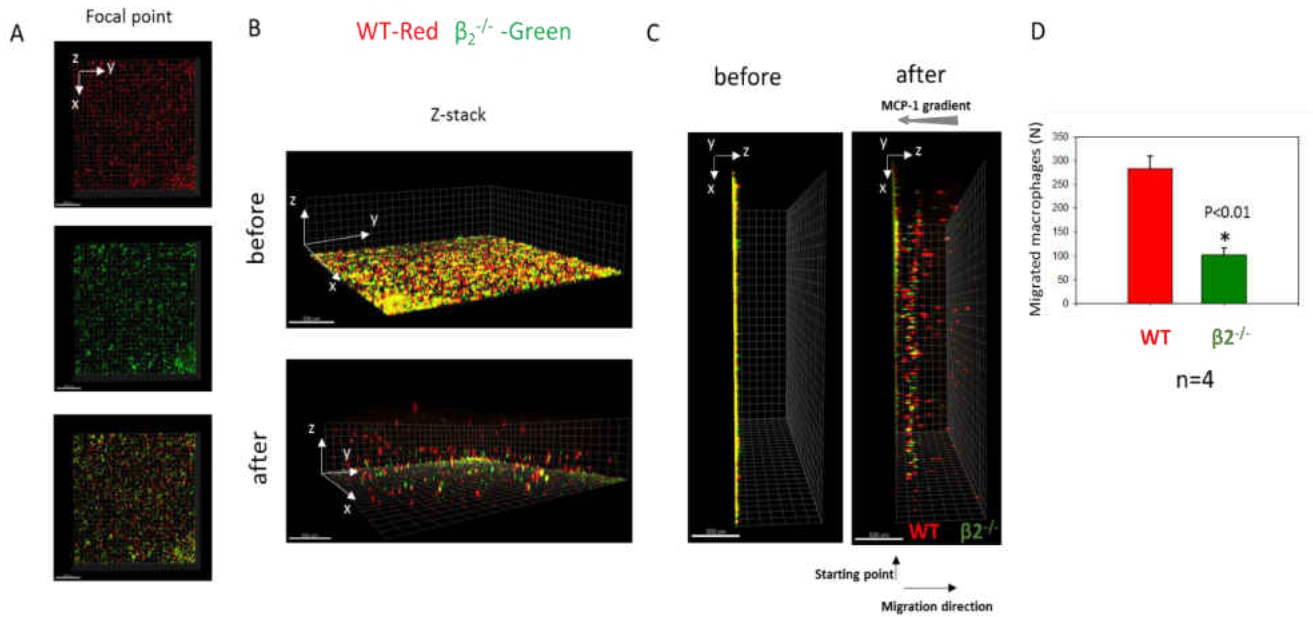 A
Focal point
z
y
x
B
WT-Red β₂⁻/⁻ -Green
Z-stack
before
z
y
x
after
z
y
x
C
before
after
MCP-1 gradient
y
z
x
y
z
x
WT β2⁻/⁻
Starting point
Migration direction
D
Migrated macrophages (N)
350
300
250
200
150
100
50
0
P<0.01
*
WT
β2⁻/⁻
n=4